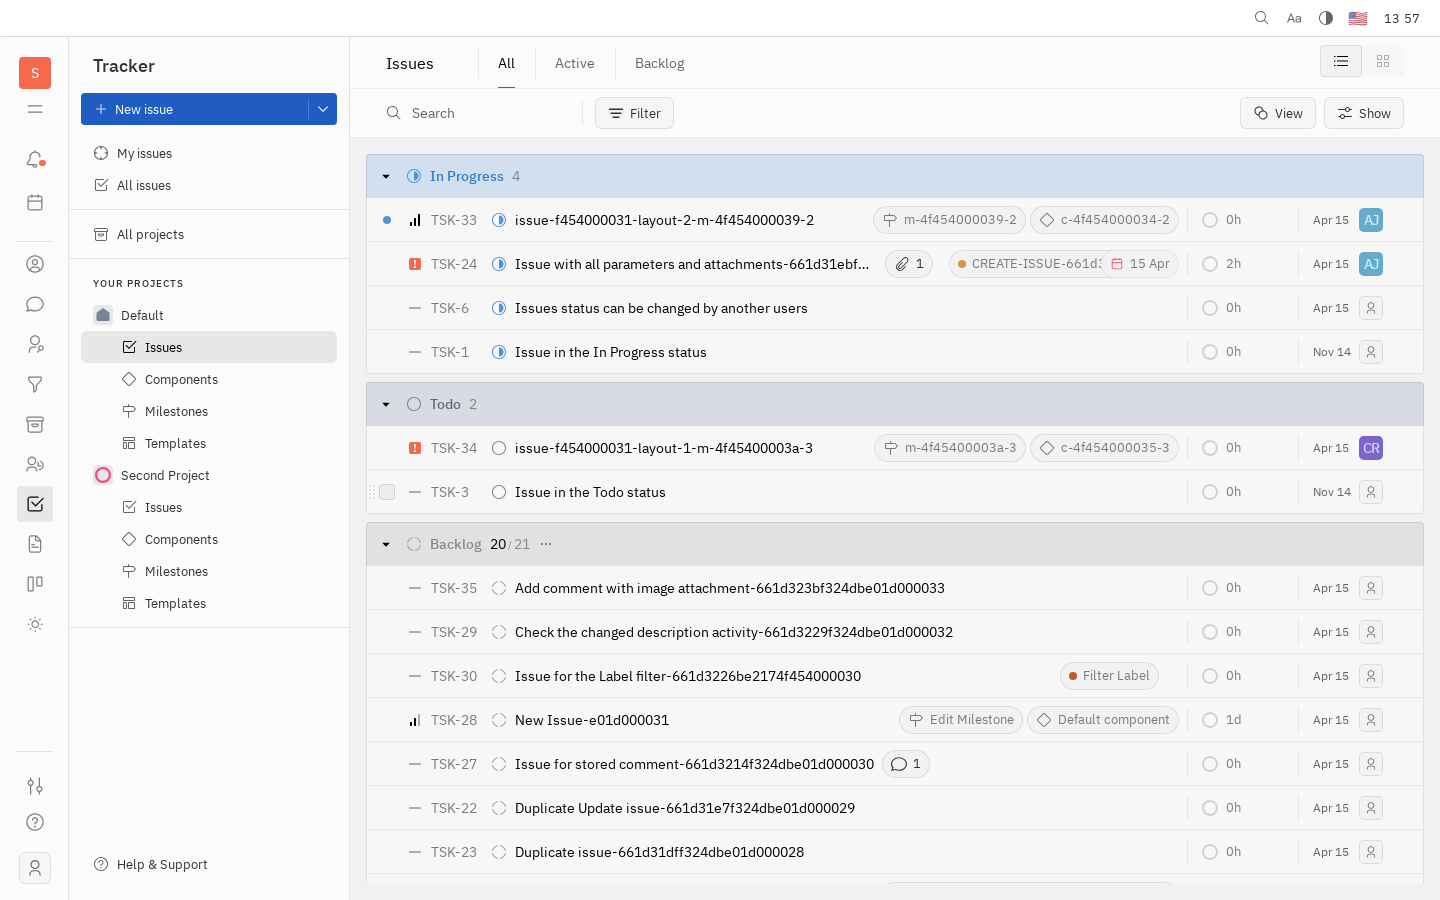 Aa 13 57
S
Tracker
New issue
My issues
All issues
All projects
YOUR PROJECTS
Default
Issues
Components
Milestones
Templates
Second Project
Issues
Components
Milestones
Templates
Help & Support
Issues All Active Backlog
Search Filter View Show
In Progress 4
TSK-33 issue-f454000031-layout-2-m-4f454000039-2 m-4f454000039-2 c-4f454000034-2 0h Apr 15 AJ
TSK-24 Issue with all parameters and attachments-661d31ebf... 1 CREATE-ISSUE-661d3 15 Apr 2h Apr 15 AJ
TSK-6 Issues status can be changed by another users 0h Apr 15
TSK-1 Issue in the In Progress status 0h Nov 14
Todo 2
TSK-34 issue-f454000031-layout-1-m-4f45400003a-3 m-4f45400003a-3 c-4f454000035-3 0h Apr 15 CR
TSK-3 Issue in the Todo status 0h Nov 14
Backlog 20/21 ...
TSK-35 Add comment with image attachment-661d323bf324dbe01d000033 0h Apr 15
TSK-29 Check the changed description activity-661d3229f324dbe01d000032 0h Apr 15
TSK-30 Issue for the Label filter-661d3226be2174f454000030 Filter Label 0h Apr 15
TSK-28 New Issue-e01d000031 Edit Milestone Default component 1d Apr 15
TSK-27 Issue for stored comment-661d3214f324dbe01d000030 1 0h Apr 15
TSK-22 Duplicate Update issue-661d31e7f324dbe01d000029 0h Apr 15
TSK-23 Duplicate issue-661d31dff324dbe01d000028 0h Apr 15